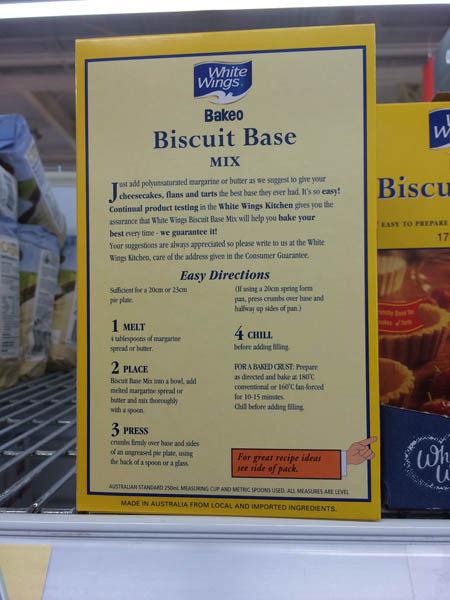 White
Wings
Bakeo
Biscuit Base
MIX
Just add polyunsaturated margarine or butter as we suggest to give your
cheesecakes, flans and tarts the best base they ever had. It's so easy!
Continual product testing in the White Wings Kitchen gives you the
assurance that White Wings Biscuit Base Mix will help you bake your
best every time - we guarantee it!
Your suggestions are always appreciated so please write to us at the White
Wings Kitchen, care of the address given in the Consumer Guarantee.
Easy Directions
Sufficient for a 20cm or 23cm
pie plate.
1 MELT
4 tablespoons of margarine
spread or butter.
2 PLACE
Biscuit Base Mix into a bowl, add
melted margarine spread or
butter and mix thoroughly
with a spoon.
3 PRESS
crumbs firmly over base and sides
of an ungreased pie plate, using
the back of a spoon or a glass.
(If using a 20cm spring form
pan, press crumbs over base and
halfway up sides of pan.)
4 CHILL
before adding filling.
FOR A BAKED CRUST: Prepare
as directed and bake at 180°C
conventional or 160°C fan-forced
for 10-15 minutes.
Chill before adding filling.
For great recipe ideas
see side of pack.
AUSTRALIAN STANDARD 250mL MEASURING CUP AND METRIC SPOONS USED. ALL MEASURES ARE LEVEL
MADE IN AUSTRALIA FROM LOCAL AND IMPORTED INGREDIENTS.
W
Biscu
EASY TO PREPARE
17
Wh
W